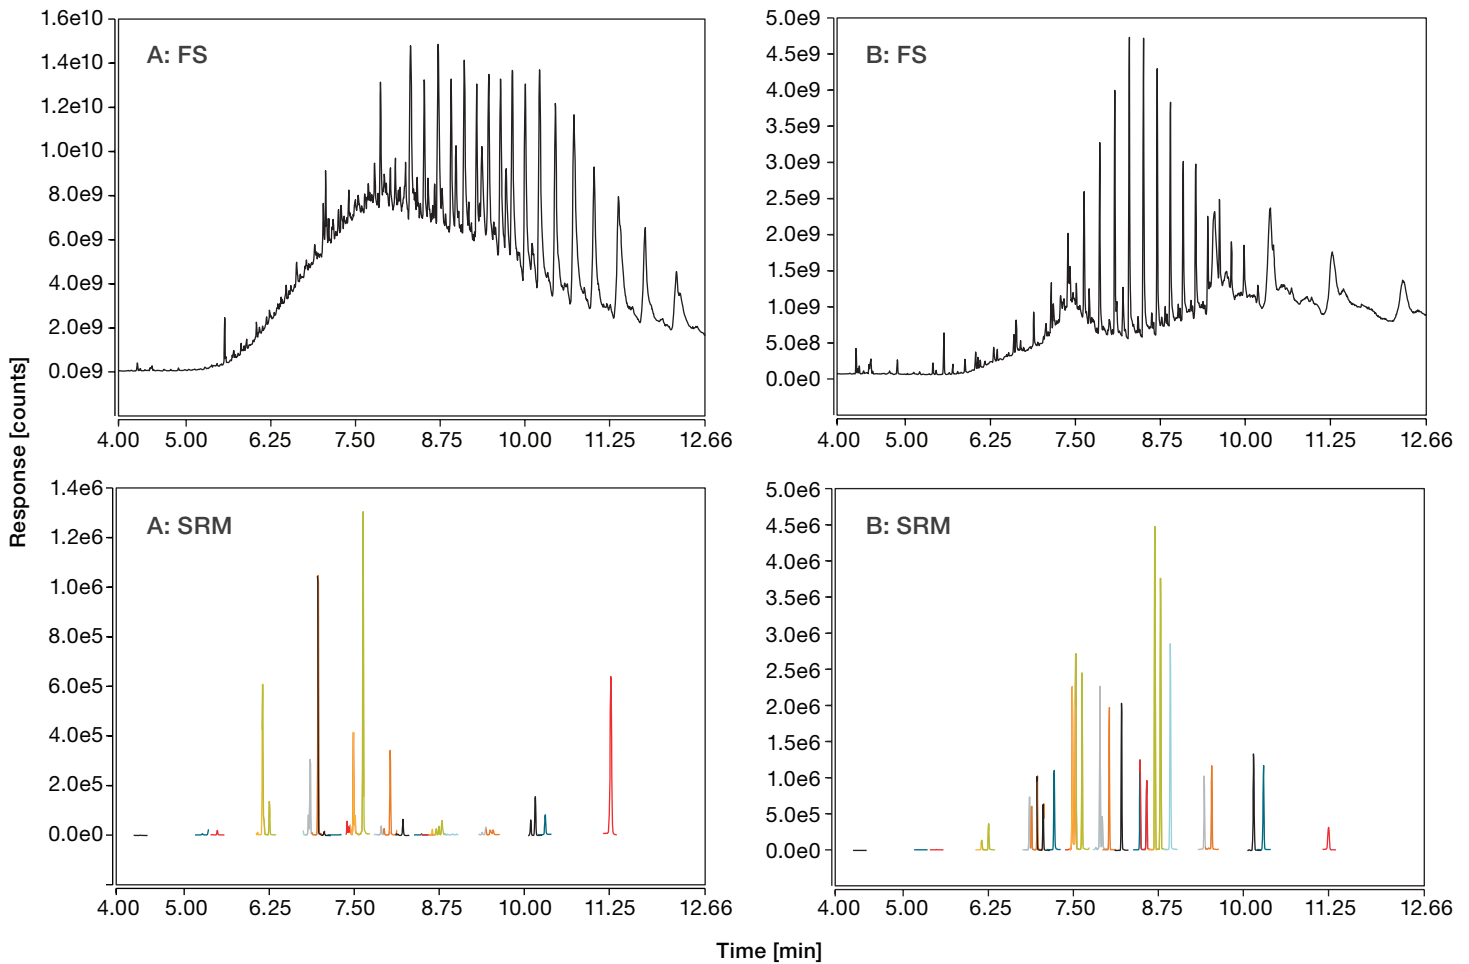 A: FS
1.6e10
1.4e10
1.2e10
1.0e10
8.0e9
6.0e9
4.0e9
2.0e9
0.0e9
4.00 5.00 6.25 7.50 8.75 10.00 11.25 12.66
B: FS
5.0e9
4.5e9
4.0e9
3.5e9
3.0e9
2.5e9
2.0e9
1.5e9
1.0e9
5.0e8
0.0e0
4.00 5.00 6.25 7.50 8.75 10.00 11.25 12.66
Response [counts]
A: SRM
1.4e6
1.2e6
1.0e6
8.0e5
6.0e5
4.0e5
2.0e5
0.0e0
4.00 5.00 6.25 7.50 8.75 10.00 11.25 12.66
B: SRM
5.0e6
4.5e6
4.0e6
3.5e6
3.0e6
2.5e6
2.0e6
1.5e6
1.0e6
5.0e5
0.0e0
4.00 5.00 6.25 7.50 8.75 10.00 11.25 12.66
Time [min]